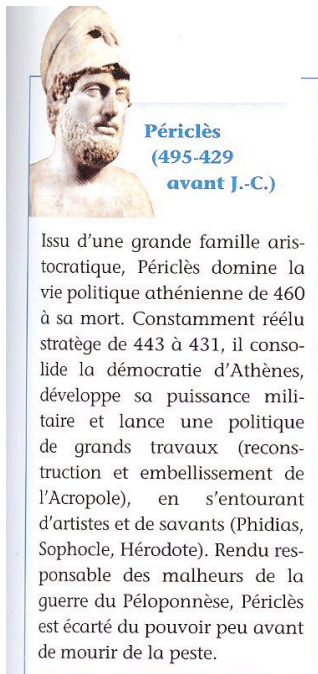 Périclès
(495-429
avant J.-C.)
Issu d'une grande famille aris-
tocratique, Périclès domine la
vie politique athénienne de 460
à sa mort. Constamment réélu
stratège de 443 à 431, il conso-
lide la démocratie d'Athènes,
développe sa puissance mili-
taire et lance une politique
de grands travaux (recons-
truction et embellissement de
l'Acropole), en s'entourant
d'artistes et de savants (Phidias,
Sophocle, Hérodote). Rendu res-
ponsable des malheurs de la
guerre du Péloponnèse, Périclès
est écarté du pouvoir peu avant
de mourir de la peste.